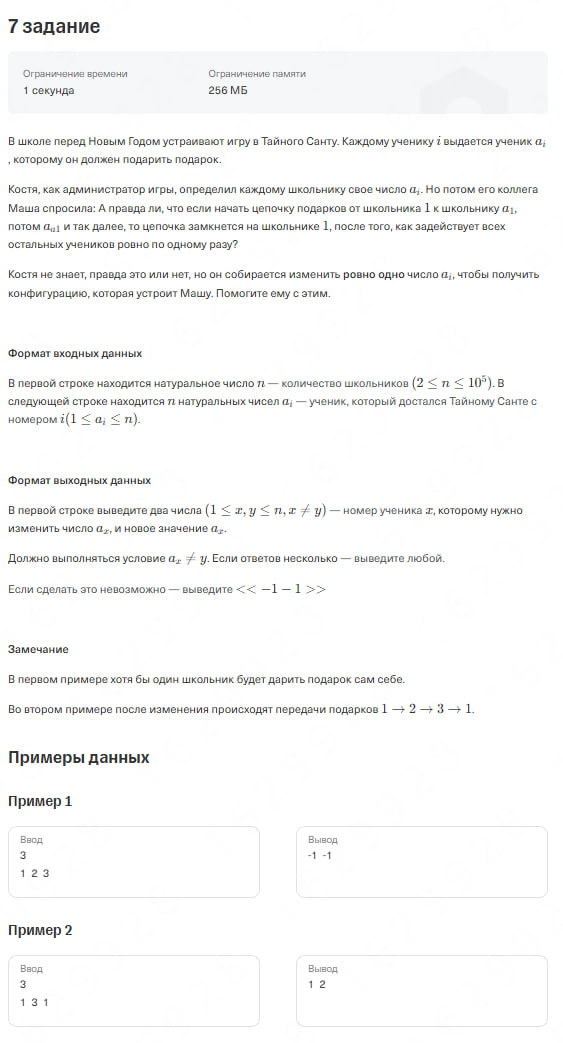 7 задание
Ограничение времени Ограничение памяти
1 секунда 256 МБ
В школе перед Новым Годом устраивают игру в Тайного Санту. Каждому ученику i выдается ученик a_i
, которому он должен подарить подарок.
Костя, как администратор игры, определил каждому школьнику свое число a_i. Но потом его коллега
Маша спросила: А правда ли, что если начать цепочку подарков от школьника 1 к школьнику a_1,
потом a_{a1} и так далее, то цепочка замкнется на школьнике 1, после того, как задействует всех
остальных учеников ровно по одному разу?
Костя не знает, правда это или нет, но он собирается изменить ровно одно число a_i, чтобы получить
конфигурацию, которая устроит Машу. Помогите ему с этим.
Формат входных данных
В первой строке находится натуральное число n — количество школьников (2 ≤ n ≤ 10^5). В
следующей строке находится n натуральных чисел a_i — ученик, который достался Тайному Санте с
номером i(1 ≤ a_i ≤ n).
Формат выходных данных
В первой строке выведите два числа (1 ≤ x, y ≤ n, x ≠ y) — номер ученика x, которому нужно
изменить число a_x, и новое значение a_x.
Должно выполняться условие a_x ≠ y. Если ответов несколько — выведите любой.
Если сделать это невозможно — выведите << −1 − 1 >>
Замечание
В первом примере хотя бы один школьник будет дарить подарок сам себе.
Во втором примере после изменения происходят передачи подарков 1 → 2 → 3 → 1.
Примеры данных
Пример 1
Ввод Вывод
3 -1 -1
1 2 3
Пример 2
Ввод Вывод
3 1 2
1 3 1